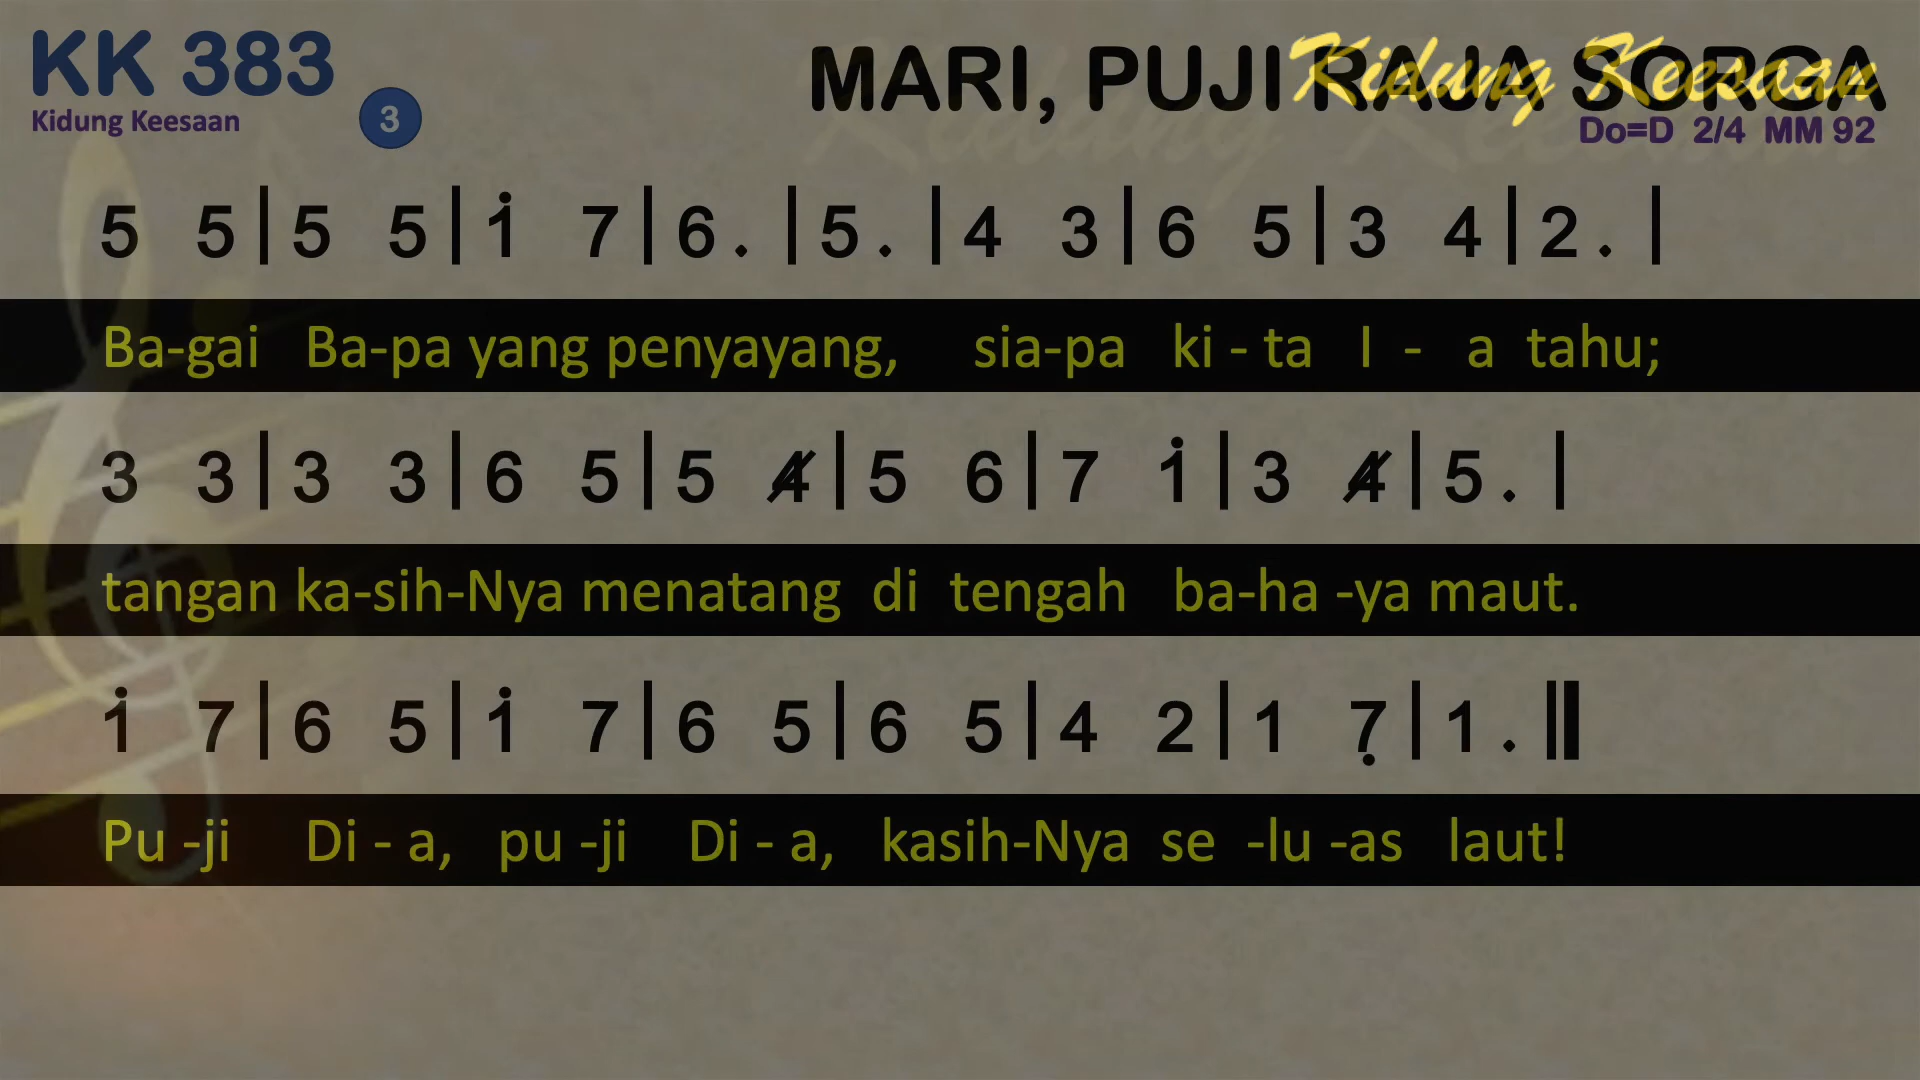 KK 383
Kidung Keesaan
3
MARI, PUJI RAJA SORGA
Kidung Keesaan
Do=D 2/4 MM 92
5 5 | 5 5 | 1̇ 7 | 6 . | 5 . | 4 3 | 6 5 | 3 4 | 2 . |
Ba-gai Ba-pa yang penyayang, sia-pa ki - ta I - a tahu;
3 3 | 3 3 | 6 5 | 5 4̸ | 5 6 | 7 1̇ | 3 4̸ | 5 . |
tangan ka-sih-Nya menatang di tengah ba-ha -ya maut.
1̇ 7 | 6 5 | 1̇ 7 | 6 5 | 6 5 | 4 2 | 1 7̣ | 1 . ||
Pu -ji Di - a, pu -ji Di - a, kasih-Nya se -lu -as laut!